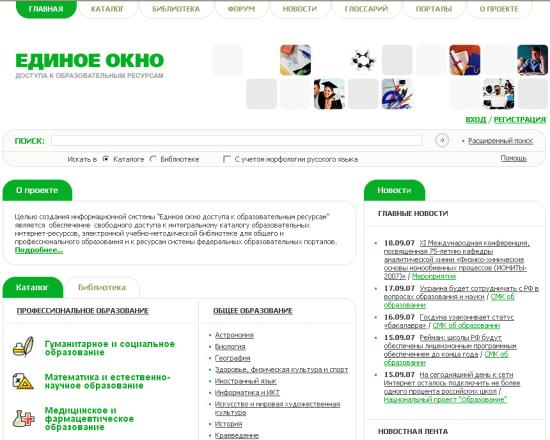 ГЛАВНАЯ КАТАЛОГ БИБЛИОТЕКА ФОРУМ НОВОСТИ ГЛОССАРИЙ ПОРТАЛЫ О ПРОЕКТЕ
ЕДИНОЕ ОКНО
ДОСТУПА К ОБРАЗОВАТЕЛЬНЫМ РЕСУРСАМ
ВХОД / РЕГИСТРАЦИЯ
ПОИСК:
Расширенный поиск
Искать в Каталоге Библиотеке С учетом морфологии русского языка
Помощь
О проекте
Целью создания информационной системы "Единое окно доступа к образовательным ресурсам"
является обеспечение свободного доступа к интегральному каталогу образовательных
интернет-ресурсов, электронной учебно-методической библиотеке для общего и
профессионального образования и к ресурсам системы федеральных образовательных порталов.
Подробнее...
Каталог Библиотека
ПРОФЕССИОНАЛЬНОЕ ОБРАЗОВАНИЕ
Гуманитарное и социальное
образование
Математика и естественно-
научное образование
Медицинское и
фармацевтическое
образование
ОБЩЕЕ ОБРАЗОВАНИЕ
Астрономия
Биология
География
Здоровье, физическая культура и спорт
Иностранный язык
Информатика и ИКТ
Искусство и мировая художественная
культура
История
Краеведение
Новости
ГЛАВНЫЕ НОВОСТИ
18.09.07 XI Международная конференция,
посвященная 75-летию кафедры
аналитической химии «Физико-химические
основы ионообменных процессов (ИОНИТЫ-
2007)» / Мероприятия
17.09.07 Украина будет сотрудничать с РФ в
вопросах образования и науки / СМК об
образовании
16.09.07 Госдума узаконивает статус
«бакалавра» / СМК об образовании
15.09.07 Рейман: школы РФ будут
обеспечены лицензионным программным
обеспечением до конца года / СМК об
образовании
15.09.07 На сегодняшний день к сети
Интернет осталось подключить не более
одного процента российских школ /
Национальный проект "Образование"
НОВОСТНАЯ ЛЕНТА